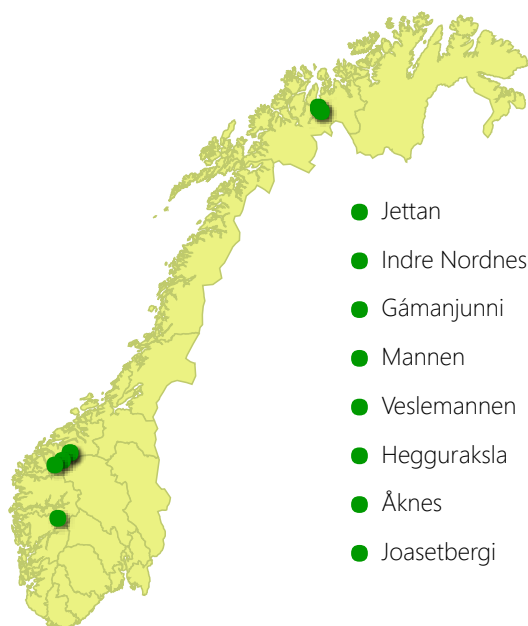 Jettan
Indre Nordnes
Gámanjunni
Mannen
Veslemannen
Hegguraksla
Åknes
Joasetbergi